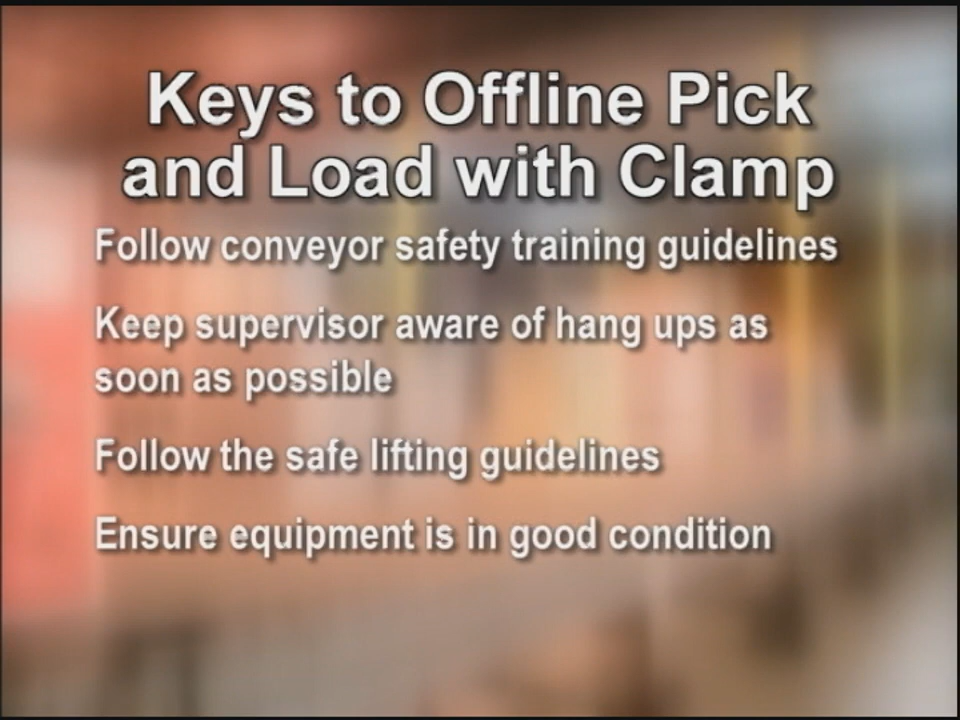 Keys to Offline Pick
and Load with Clamp
Follow conveyor safety training guidelines
Keep supervisor aware of hang ups as
soon as possible
Follow the safe lifting guidelines
Ensure equipment is in good condition